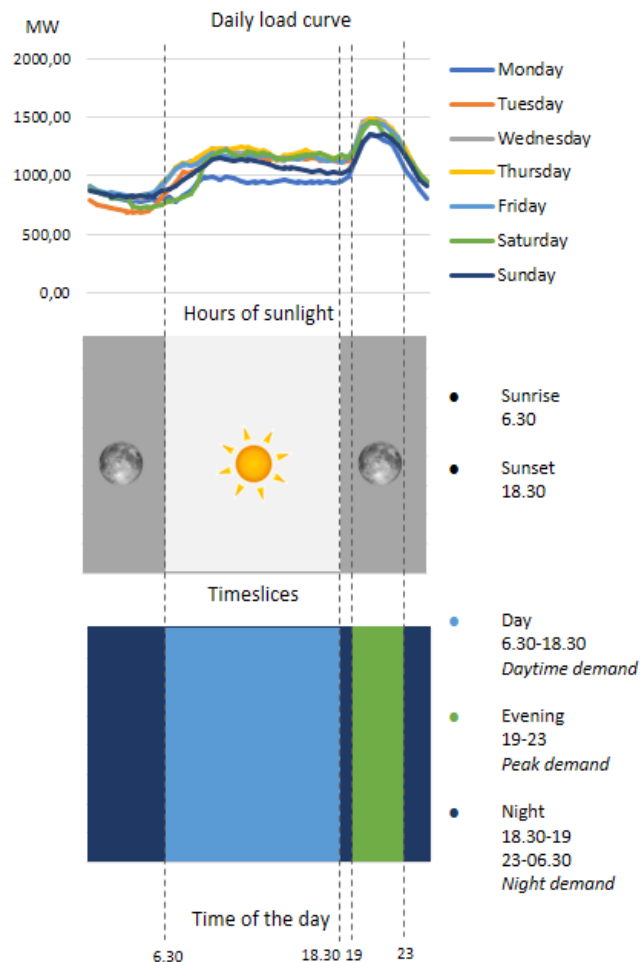 Daily load curve
MW
2000,00
1500,00
1000,00
500,00
0,00
Monday
Tuesday
Wednesday
Thursday
Friday
Saturday
Sunday
Hours of sunlight
Sunrise
6.30
Sunset
18.30
Timeslices
Day
6.30-18.30
Daytime demand
Evening
19-23
Peak demand
Night
18.30-19
23-06.30
Night demand
Time of the day
6.30
18.30
19
23